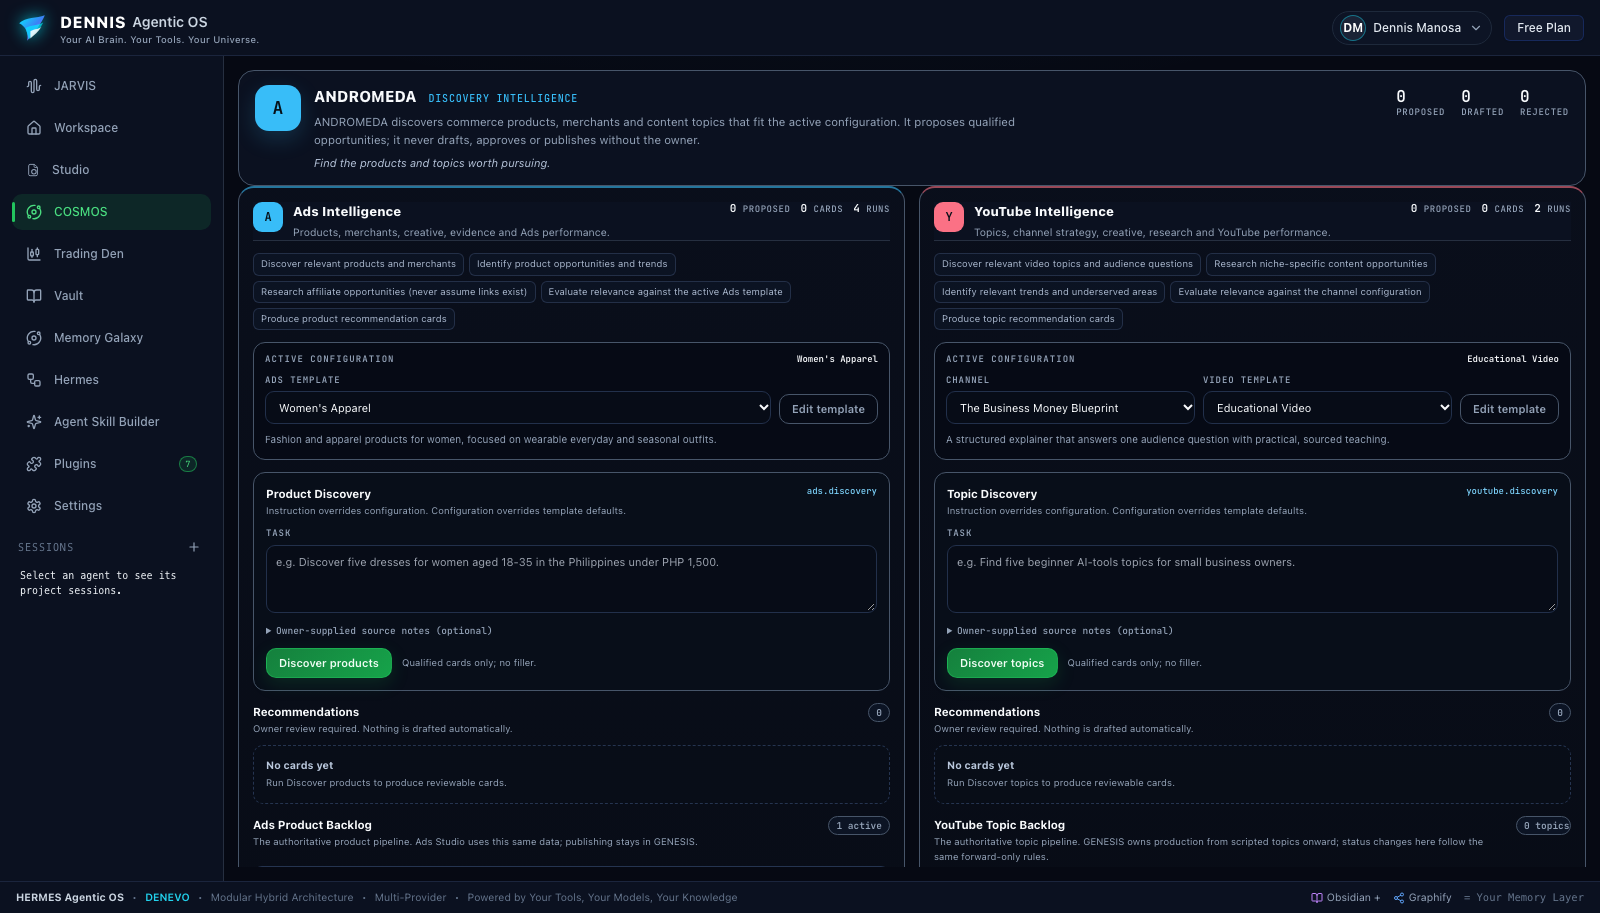 DENNIS Agentic OS
Your AI Brain. Your Tools. Your Universe.
DM Dennis Manosa
Free Plan
JARVIS
Workspace
Studio
COSMOS
Trading Den
Vault
Memory Galaxy
Hermes
Agent Skill Builder
Plugins 7
Settings
SESSIONS +
Select an agent to see its
project sessions.
A
ANDROMEDA DISCOVERY INTELLIGENCE
ANDROMEDA discovers commerce products, merchants and content topics that fit the active configuration. It proposes qualified
opportunities; it never drafts, approves or publishes without the owner.
Find the products and topics worth pursuing.
0 0 0
PROPOSED DRAFTED REJECTED
A
Ads Intelligence
0 PROPOSED 0 CARDS 4 RUNS
Products, merchants, creative, evidence and Ads performance.
Discover relevant products and merchants
Identify product opportunities and trends
Research affiliate opportunities (never assume links exist)
Evaluate relevance against the active Ads template
Produce product recommendation cards
ACTIVE CONFIGURATION
Women's Apparel
ADS TEMPLATE
Women's Apparel
Edit template
Fashion and apparel products for women, focused on wearable everyday and seasonal outfits.
Product Discovery
ads.discovery
Instruction overrides configuration. Configuration overrides template defaults.
TASK
e.g. Discover five dresses for women aged 18-35 in the Philippines under PHP 1,500.
Owner-supplied source notes (optional)
Discover products
Qualified cards only; no filler.
Recommendations
0
Owner review required. Nothing is drafted automatically.
No cards yet
Run Discover products to produce reviewable cards.
Ads Product Backlog
1 active
The authoritative product pipeline. Ads Studio uses this same data; publishing stays in GENESIS.
Y
YouTube Intelligence
0 PROPOSED 0 CARDS 2 RUNS
Topics, channel strategy, creative, research and YouTube performance.
Discover relevant video topics and audience questions
Research niche-specific content opportunities
Identify relevant trends and underserved areas
Evaluate relevance against the channel configuration
Produce topic recommendation cards
ACTIVE CONFIGURATION
Educational Video
CHANNEL
VIDEO TEMPLATE
The Business Money Blueprint
Educational Video
Edit template
A structured explainer that answers one audience question with practical, sourced teaching.
Topic Discovery
youtube.discovery
Instruction overrides configuration. Configuration overrides template defaults.
TASK
e.g. Find five beginner AI-tools topics for small business owners.
Owner-supplied source notes (optional)
Discover topics
Qualified cards only; no filler.
Recommendations
0
Owner review required. Nothing is drafted automatically.
No cards yet
Run Discover topics to produce reviewable cards.
YouTube Topic Backlog
0 topics
The authoritative topic pipeline. GENESIS owns production from scripted topics onward; status changes here follow the
same forward-only rules.
HERMES Agentic OS · DENEVO · Modular Hybrid Architecture · Multi-Provider · Powered by Your Tools, Your Models, Your Knowledge
Obsidian + Graphify = Your Memory Layer